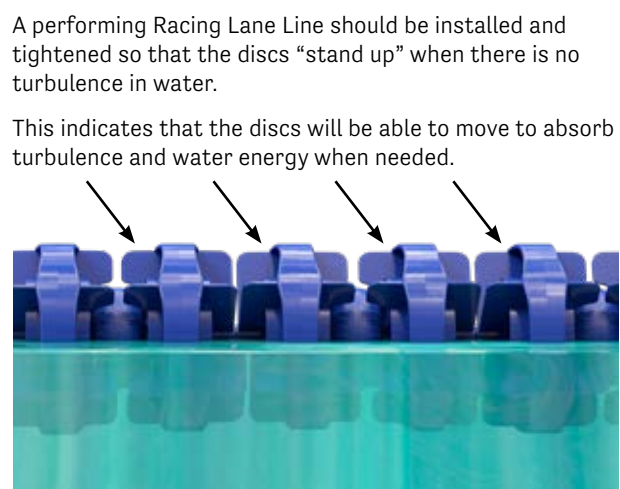 A performing Racing Lane Line should be installed and
tightened so that the discs “stand up” when there is no
turbulence in water.
This indicates that the discs will be able to move to absorb
turbulence and water energy when needed.